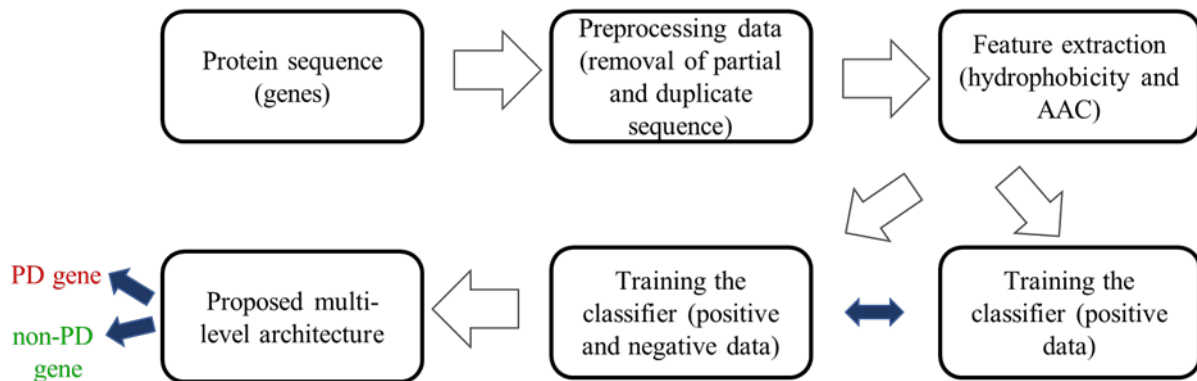 Protein sequence
(genes)
Preprocessing data
(removal of partial
and duplicate
sequence)
Feature extraction
(hydrophobicity and
AAC)
PD gene
non-PD
gene
Proposed multi-
level architecture
Training the
classifier (positive
and negative data)
Training the
classifier (positive
data)